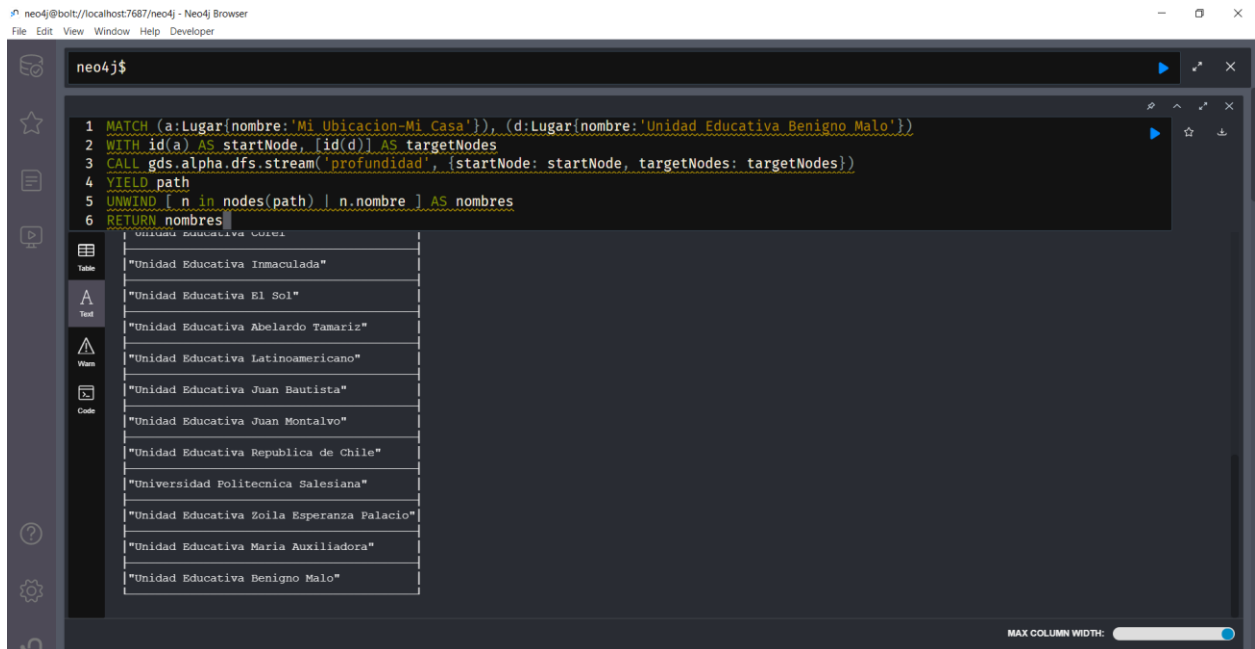 neo4j@bolt://localhost:7687/neo4j - Neo4j Browser
File Edit View Window Help Developer
neo4j$
1 MATCH (a:Lugar{nombre:'Mi Ubicacion-Mi Casa'}), (d:Lugar{nombre:'Unidad Educativa Benigno Malo'})
2 WITH id(a) AS startNode, [id(d)] AS targetNodes
3 CALL gds.alpha.dfs.stream('profundidad', {startNode: startNode, targetNodes: targetNodes})
4 YIELD path
5 UNWIND [ n in nodes(path) | n.nombre ] AS nombres
6 RETURN nombres
Table
Text
Warn
Code
"Unidad Educativa Corel"
"Unidad Educativa Inmaculada"
"Unidad Educativa El Sol"
"Unidad Educativa Abelardo Tamariz"
"Unidad Educativa Latinoamericano"
"Unidad Educativa Juan Bautista"
"Unidad Educativa Juan Montalvo"
"Unidad Educativa Republica de Chile"
"Universidad Politecnica Salesiana"
"Unidad Educativa Zoila Esperanza Palacio"
"Unidad Educativa Maria Auxiliadora"
"Unidad Educativa Benigno Malo"
MAX COLUMN WIDTH: